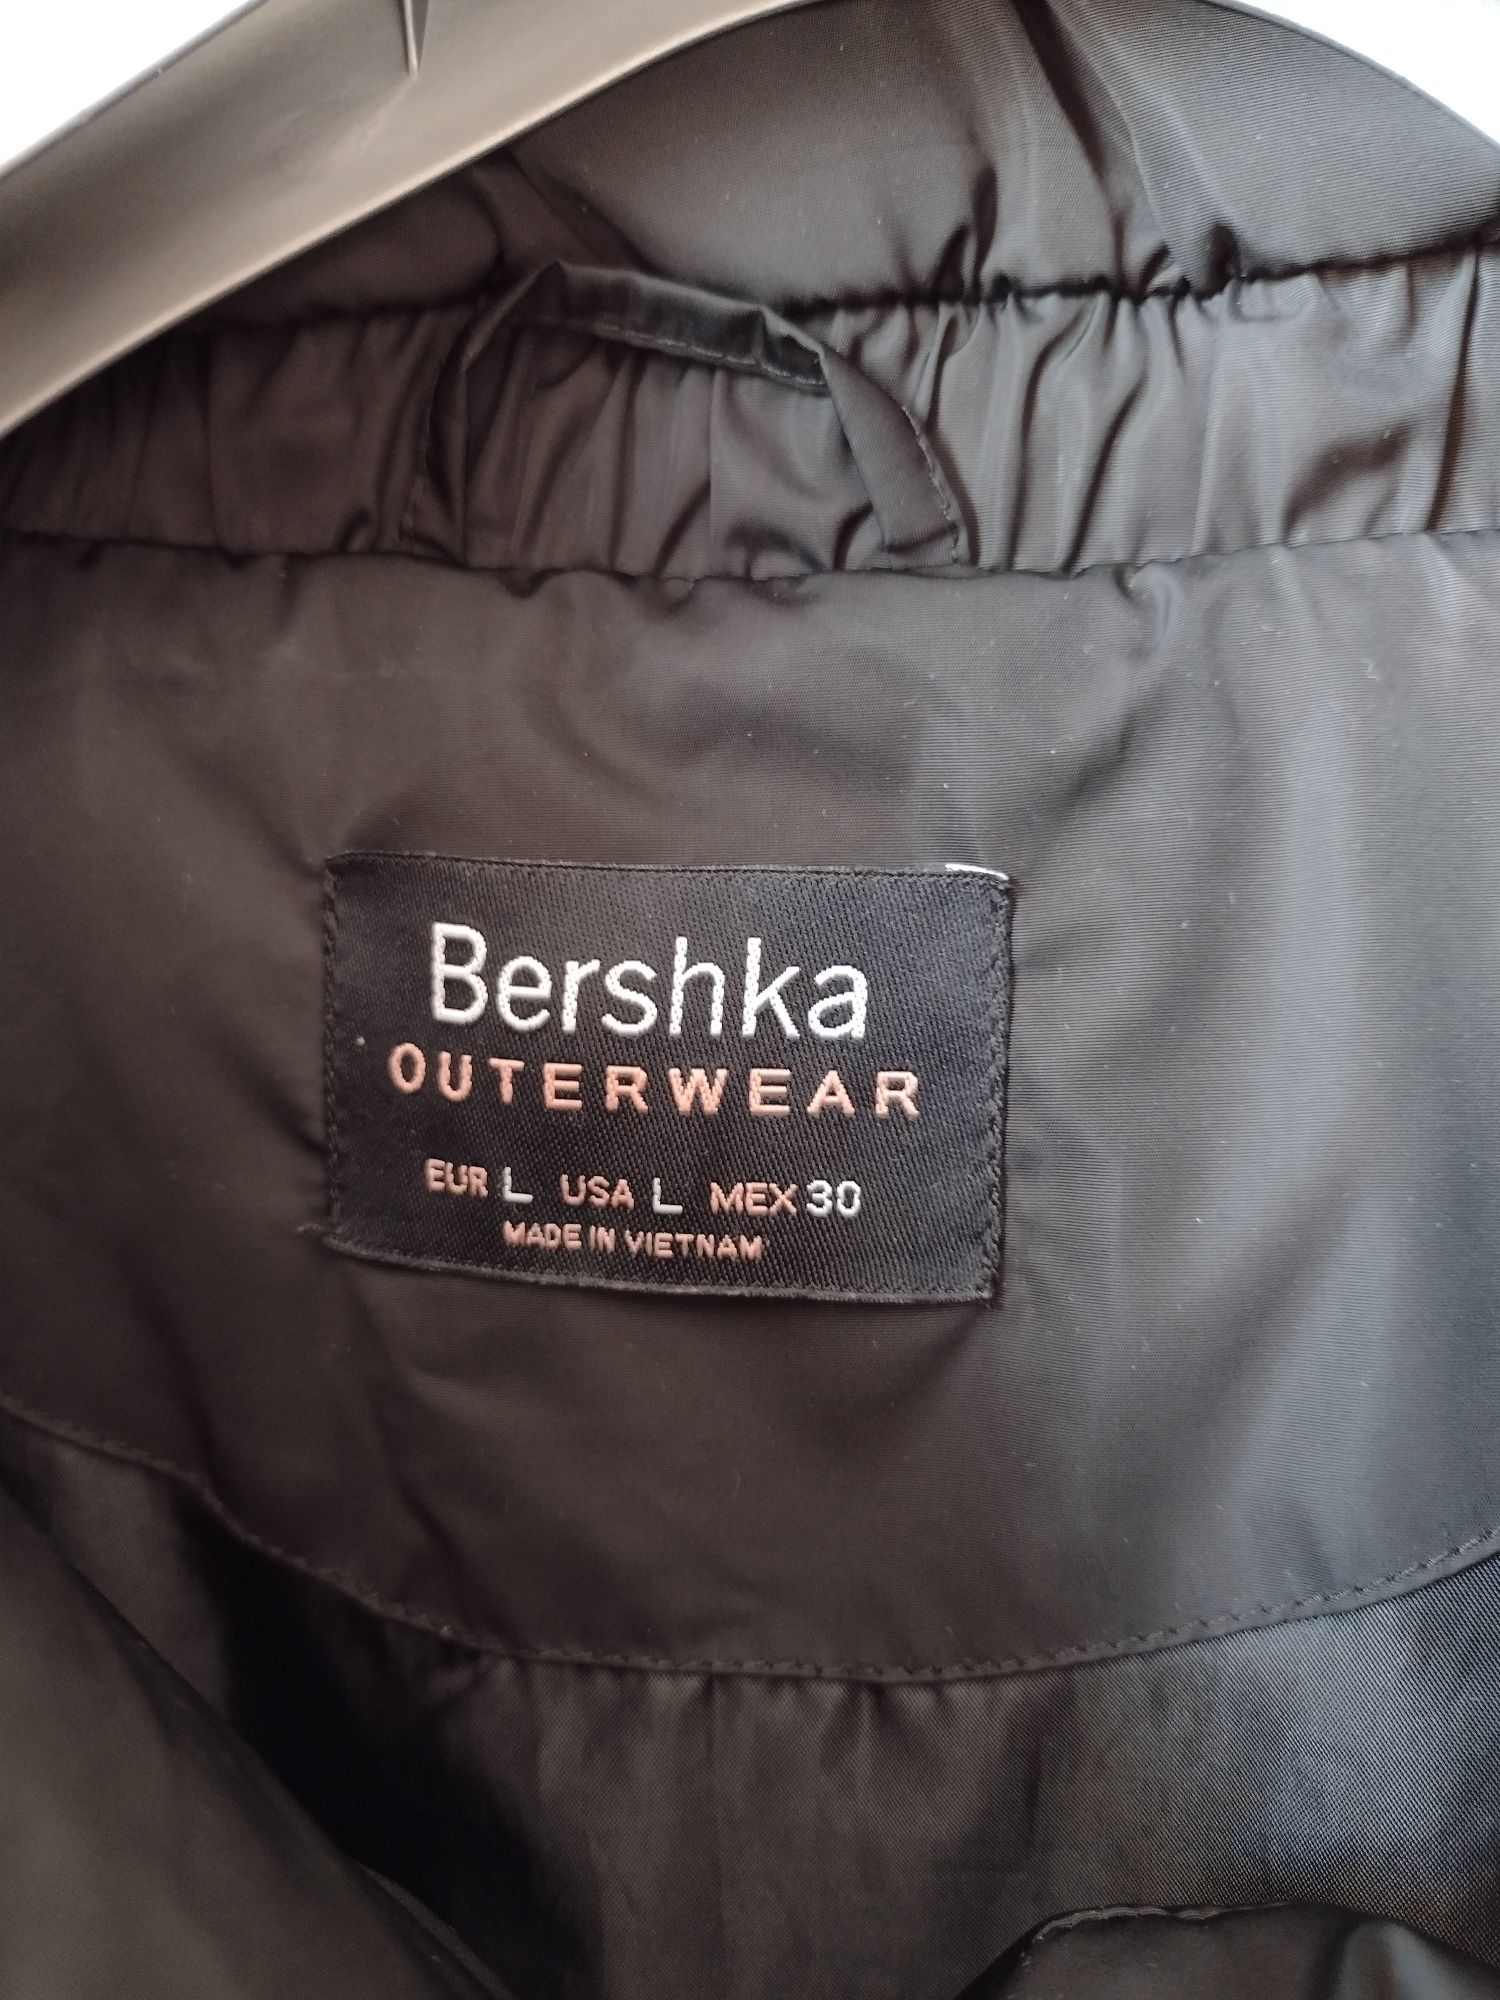 Bershka
OUTERWEAR
EUR L USA L MEX 30
MADE IN VIETNAM